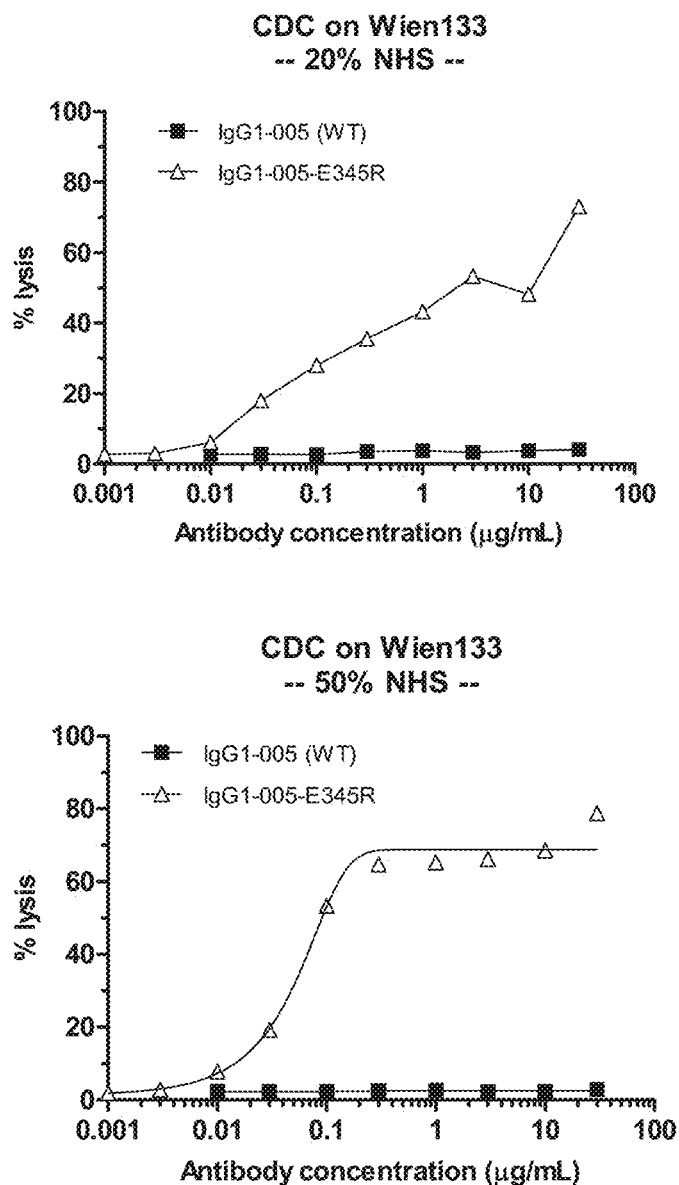 CDC on Wien133
-- 20% NHS --
IgG1-005 (WT)
IgG1-005-E345R
100
80
60
40
20
0
% lysis
0.001 0.01 0.1 1 10 100
Antibody concentration (μg/mL)
CDC on Wien133
-- 50% NHS --
IgG1-005 (WT)
IgG1-005-E345R
100
80
60
40
20
0
% lysis
0.001 0.01 0.1 1 10 100
Antibody concentration (μg/mL)